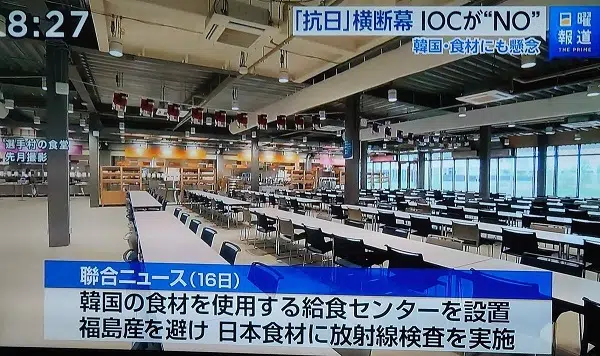 8:27
「抗日」横断幕 IOCが“NO”
韓国・食材にも懸念
日曜
報道
THE PRIME
選手村の食堂
先月撮影
聯合ニュース(16日)
韓国の食材を使用する給食センターを設置
福島産を避け 日本食材に放射線検査を実施